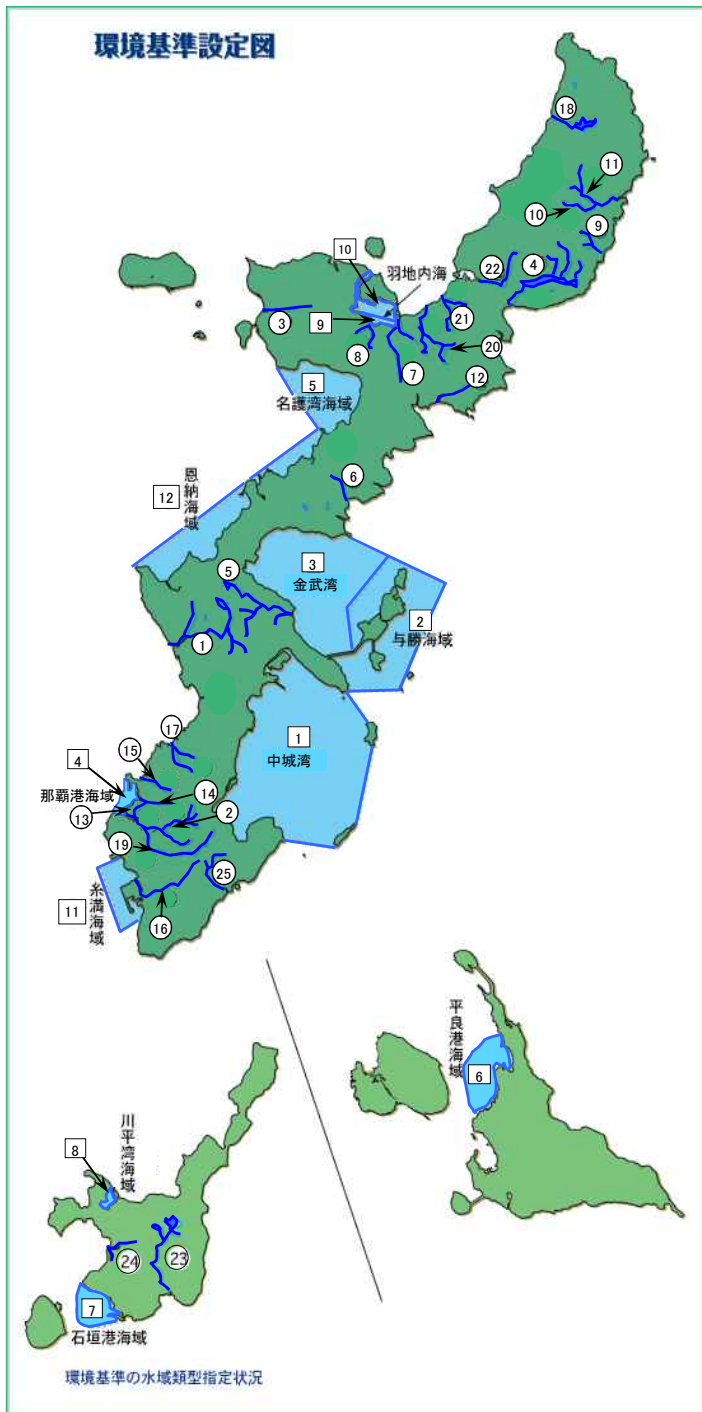 環境基準設定図
⑱
⑪
⑩
⑨
10
羽地内海
㉒
④
③
9
㉑
⑧
⑳
⑦
⑫
5
名護湾海域
⑥
12
恩納海域
⑤
3
金武湾
2
与勝海域
①
⑰
1
中城湾
4
⑮
那覇港海域
⑭
⑬
②
⑲
㉕
11
糸満海域
⑯
平良港海域
6
川平湾海域
8
㉔
㉓
7
石垣港海域
環境基準の水域類型指定状況